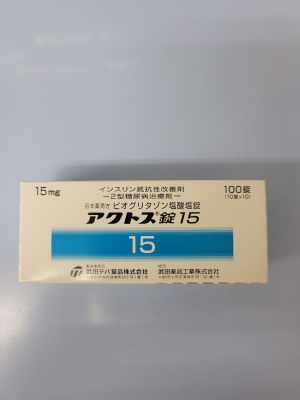 15mg
インスリン抵抗性改善剤
—2型糖尿病治療剤—
100錠
(10錠×10)
日本薬局方 ピオグリタゾン塩酸塩錠
アクトス®錠15
15
武田テバ薬品株式会社
武田薬品工業株式会社